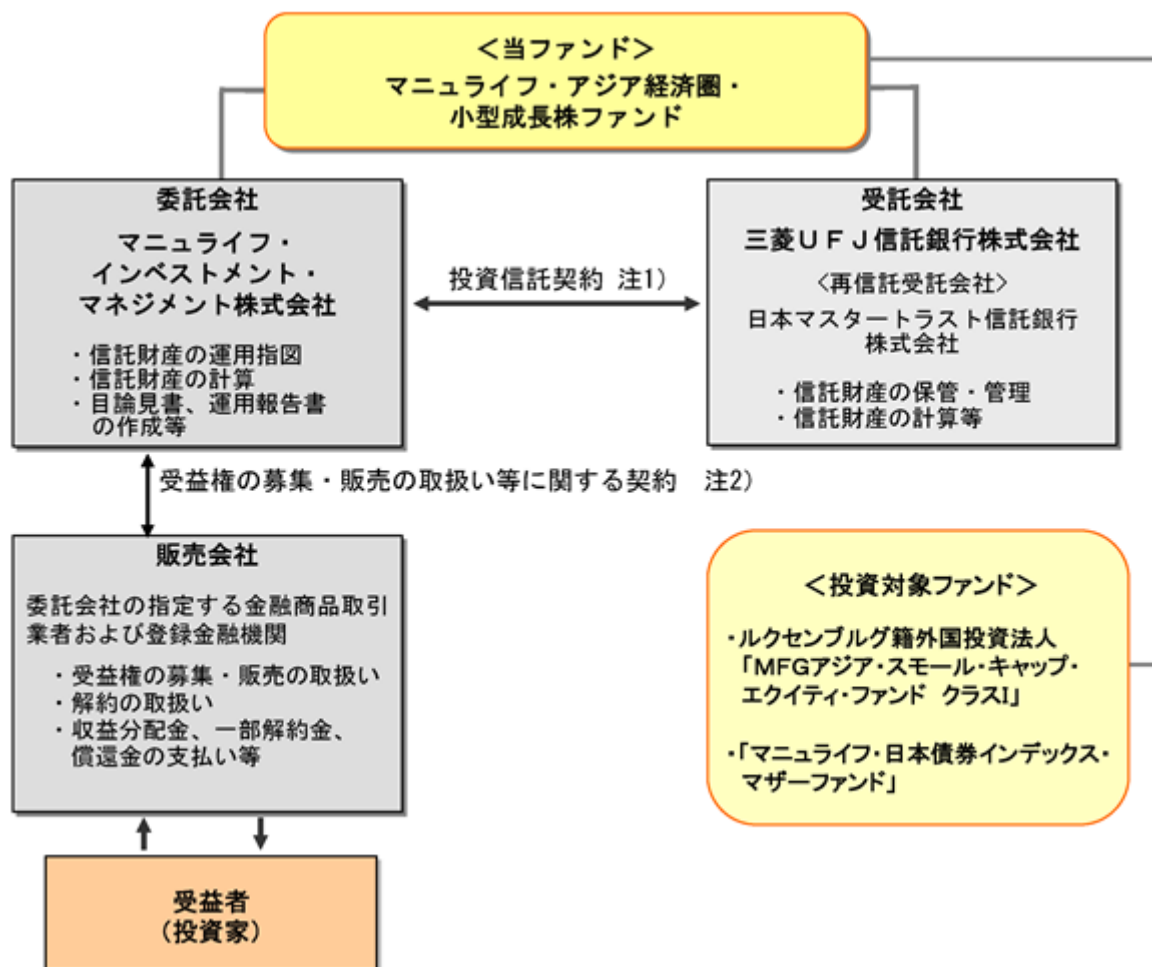 ＜当ファンド＞
マニュライフ・アジア経済圏・
小型成長株ファンド
委託会社
マニュライフ・
インベストメント・
マネジメント株式会社
・信託財産の運用指図
・信託財産の計算
・目論見書、運用報告書
の作成等
投資信託契約 注1）
受託会社
三菱ＵＦＪ信託銀行株式会社
〈再信託受託会社〉
日本マスタートラスト信託銀行
株式会社
・信託財産の保管・管理
・信託財産の計算等
受益権の募集・販売の取扱い等に関する契約　注2）
販売会社
委託会社の指定する金融商品取引
業者および登録金融機関
・受益権の募集・販売の取扱い
・解約の取扱い
・収益分配金、一部解約金、
償還金の支払い等
＜投資対象ファンド＞
・ルクセンブルグ籍外国投資法人
「MFGアジア・スモール・キャップ・
エクイティ・ファンド　クラスI」
・「マニュライフ・日本債券インデックス・
マザーファンド」
受益者
（投資家）